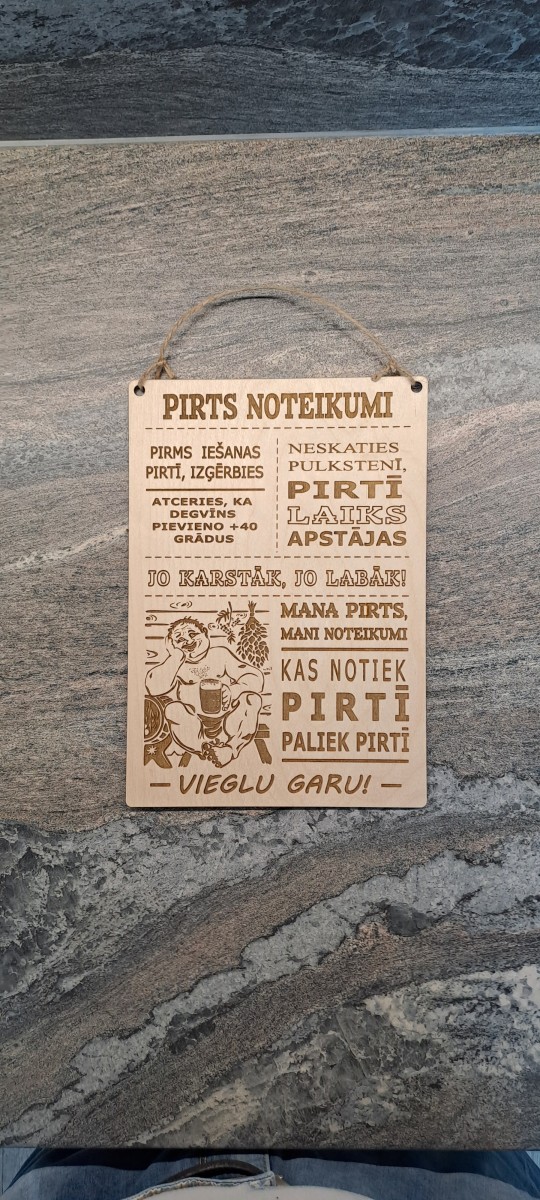 PIRTS NOTEIKUMI
PIRMS IEŠANAS
PIRTĪ, IZĢĒRBIES
ATCERIES, KA
DEGVĪNS
PIEVIENO +40
GRĀDUS
NESKATIES
PULKSTENĪ,
PIRTĪ
LAIKS
APSTĀJAS
JO KARSTĀK, JO LABĀK!
MANA PIRTS,
MANI NOTEIKUMI
KAS NOTIEK
PIRTĪ
PALIEK PIRTĪ
– VIEGLU GARU! –